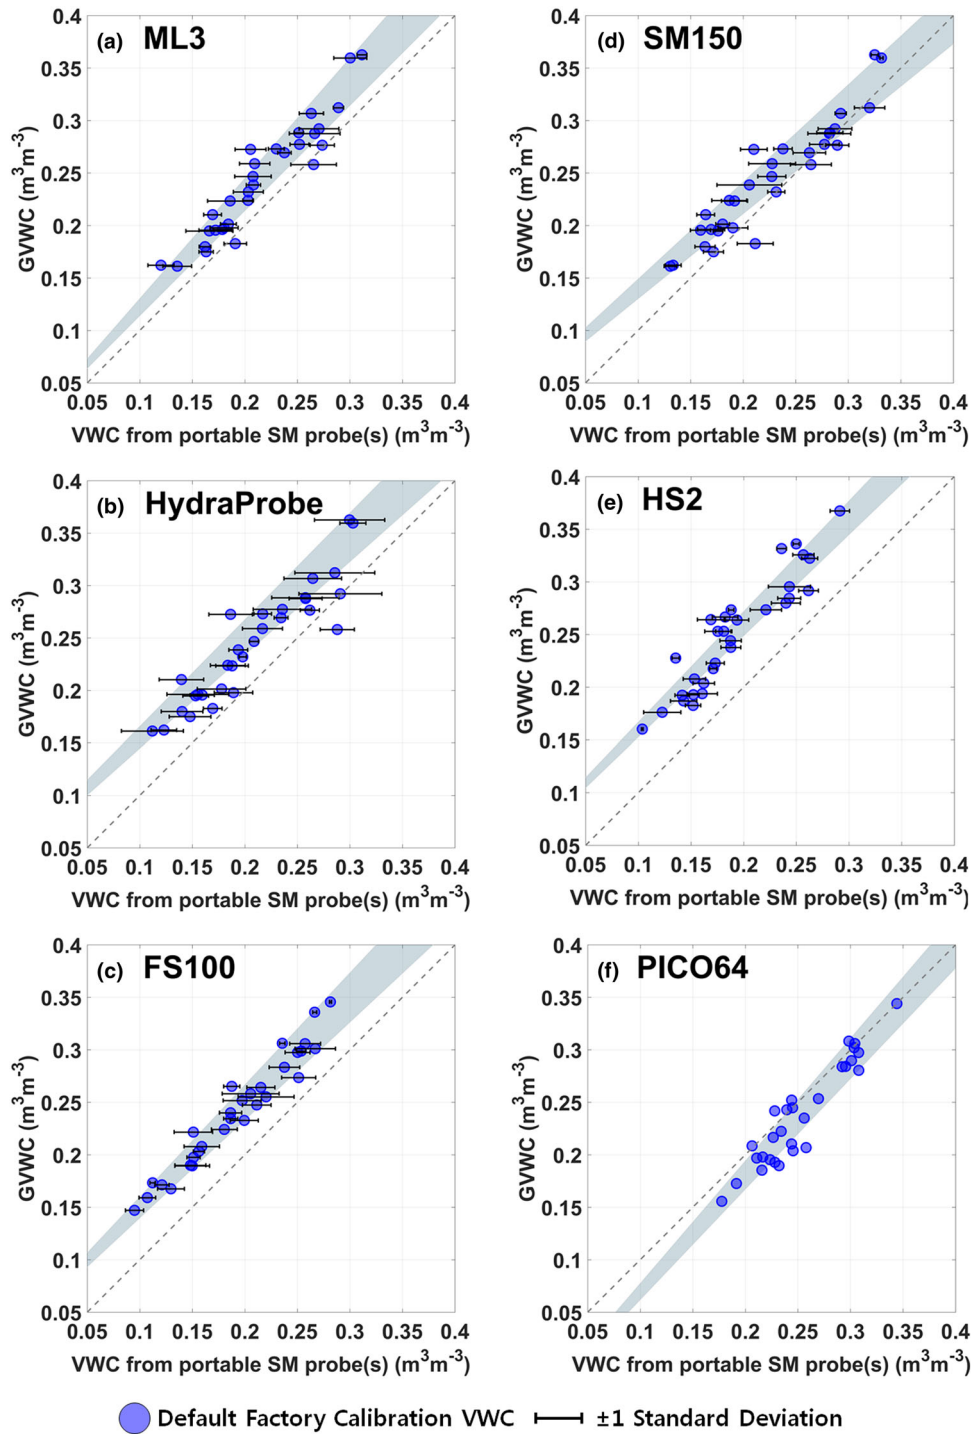 (a) ML3
0.4
0.35
0.3
0.25
0.2
0.15
0.1
0.05
GVWC (m³m⁻³)
0.05 0.1 0.15 0.2 0.25 0.3 0.35 0.4
VWC from portable SM probe(s) (m³m⁻³)
(d) SM150
0.4
0.35
0.3
0.25
0.2
0.15
0.1
0.05
GVWC (m³m⁻³)
0.05 0.1 0.15 0.2 0.25 0.3 0.35 0.4
VWC from portable SM probe(s) (m³m⁻³)
(b) HydraProbe
0.4
0.35
0.3
0.25
0.2
0.15
0.1
0.05
GVWC (m³m⁻³)
0.05 0.1 0.15 0.2 0.25 0.3 0.35 0.4
VWC from portable SM probe(s) (m³m⁻³)
(e) HS2
0.4
0.35
0.3
0.25
0.2
0.15
0.1
0.05
GVWC (m³m⁻³)
0.05 0.1 0.15 0.2 0.25 0.3 0.35 0.4
VWC from portable SM probe(s) (m³m⁻³)
(c) FS100
0.4
0.35
0.3
0.25
0.2
0.15
0.1
0.05
GVWC (m³m⁻³)
0.05 0.1 0.15 0.2 0.25 0.3 0.35 0.4
VWC from portable SM probe(s) (m³m⁻³)
(f) PICO64
0.4
0.35
0.3
0.25
0.2
0.15
0.1
0.05
GVWC (m³m⁻³)
0.05 0.1 0.15 0.2 0.25 0.3 0.35 0.4
VWC from portable SM probe(s) (m³m⁻³)
Default Factory Calibration VWC ±1 Standard Deviation